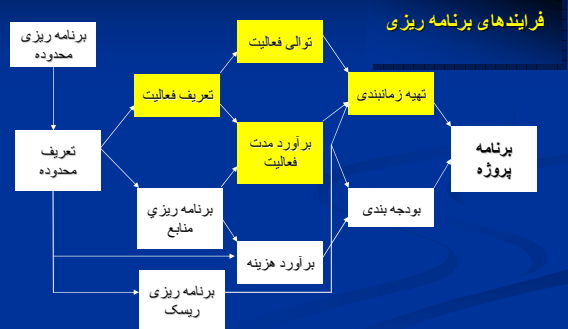 فرایندهای برنامه ریزی
برنامه ریزی
محدوده
توالی فعالیت
تعریف فعالیت
تهیه زمانبندی
برآورد مدت
فعالیت
تعریف
محدوده
برنامه
پروژه
برنامه ريزي
منابع
بودجه بندی
برآورد هزینه
برنامه ریزی
ریسک